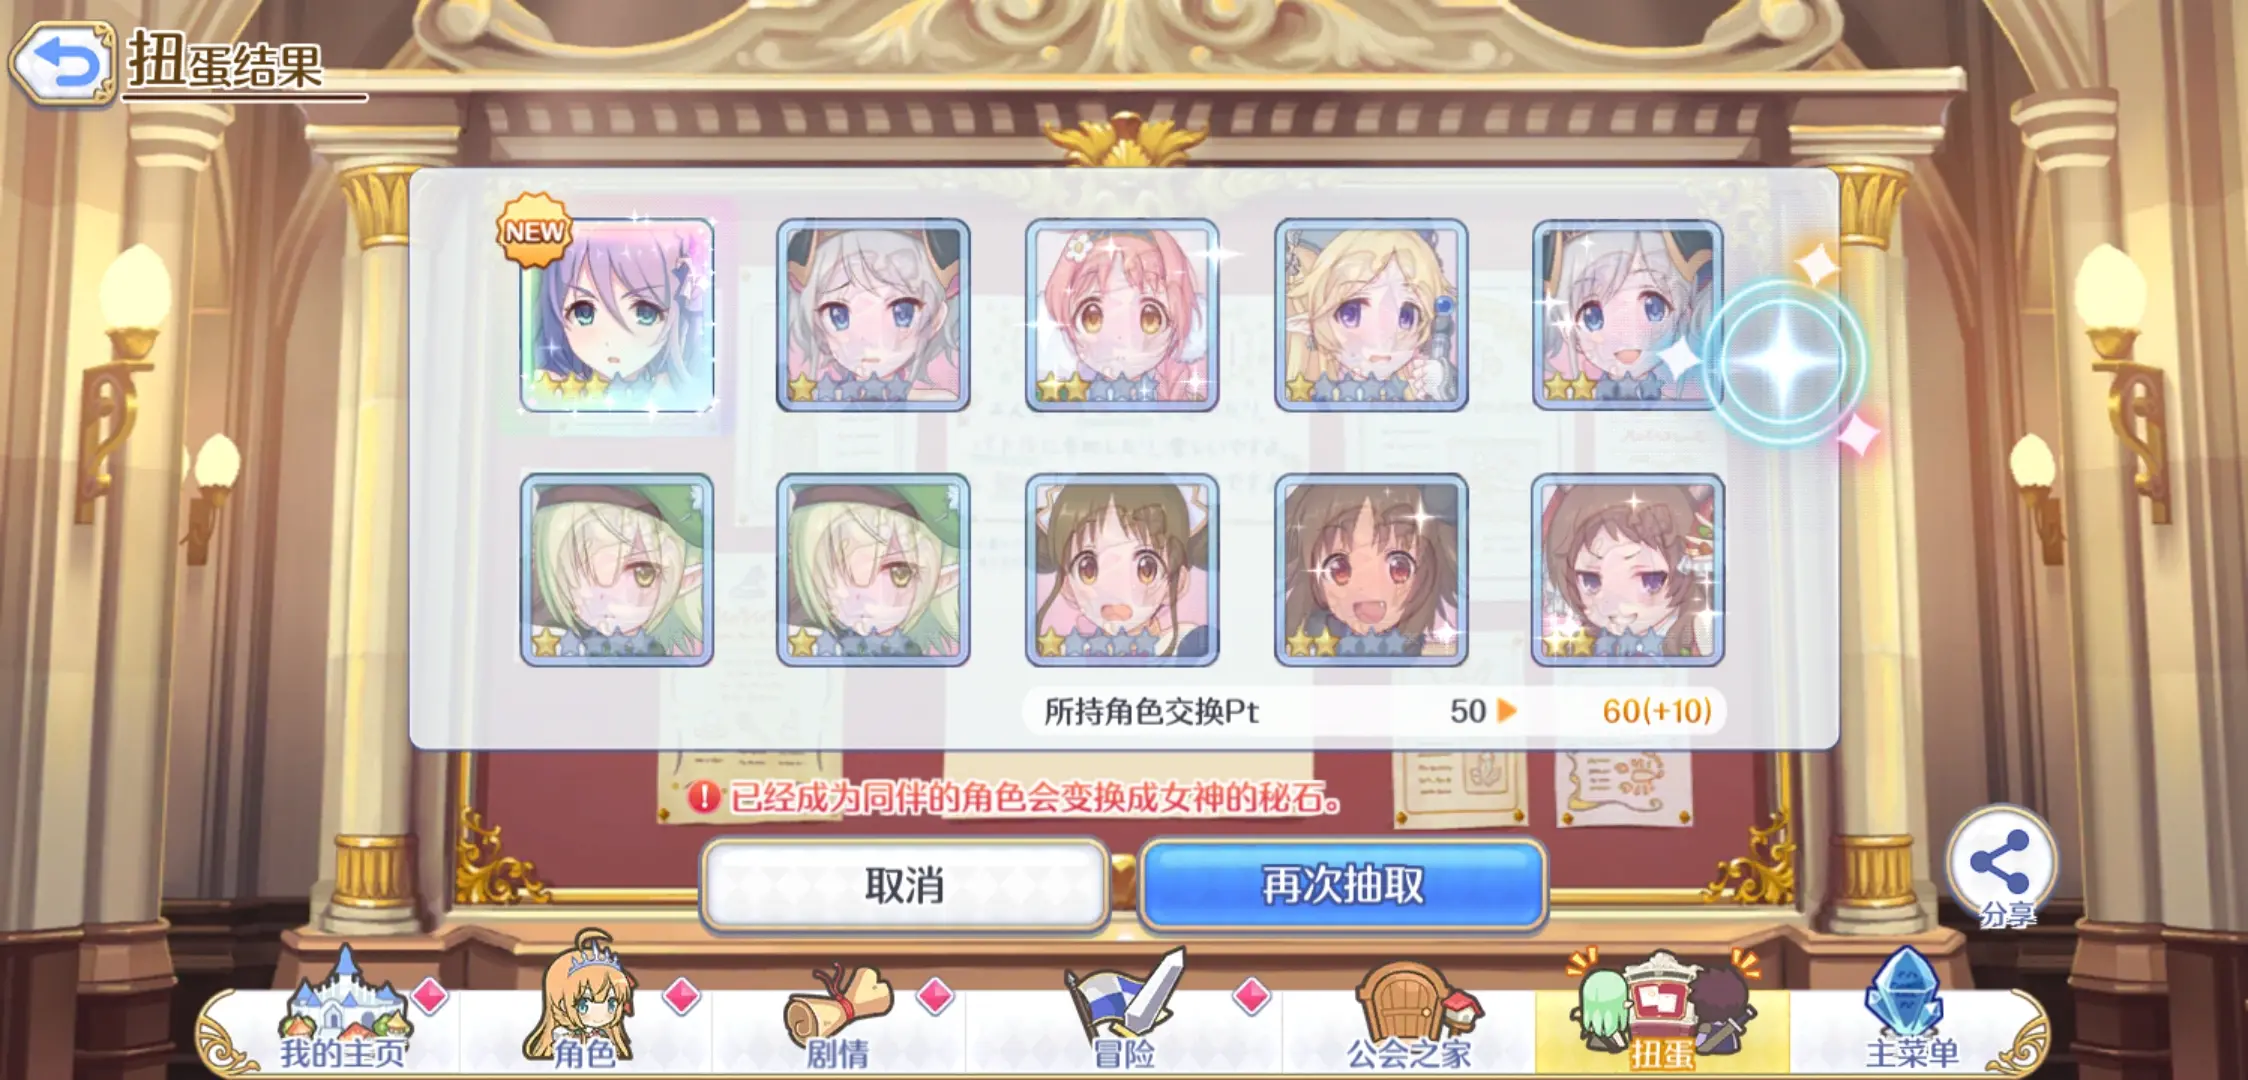 扭蛋结果
NEW
所持角色交换Pt 50 60(+10)
已经成为同伴的角色会变换成女神的秘石。
取消
再次抽取
分享
我的主页
角色
剧情
冒险
公会之家
扭蛋
主菜单